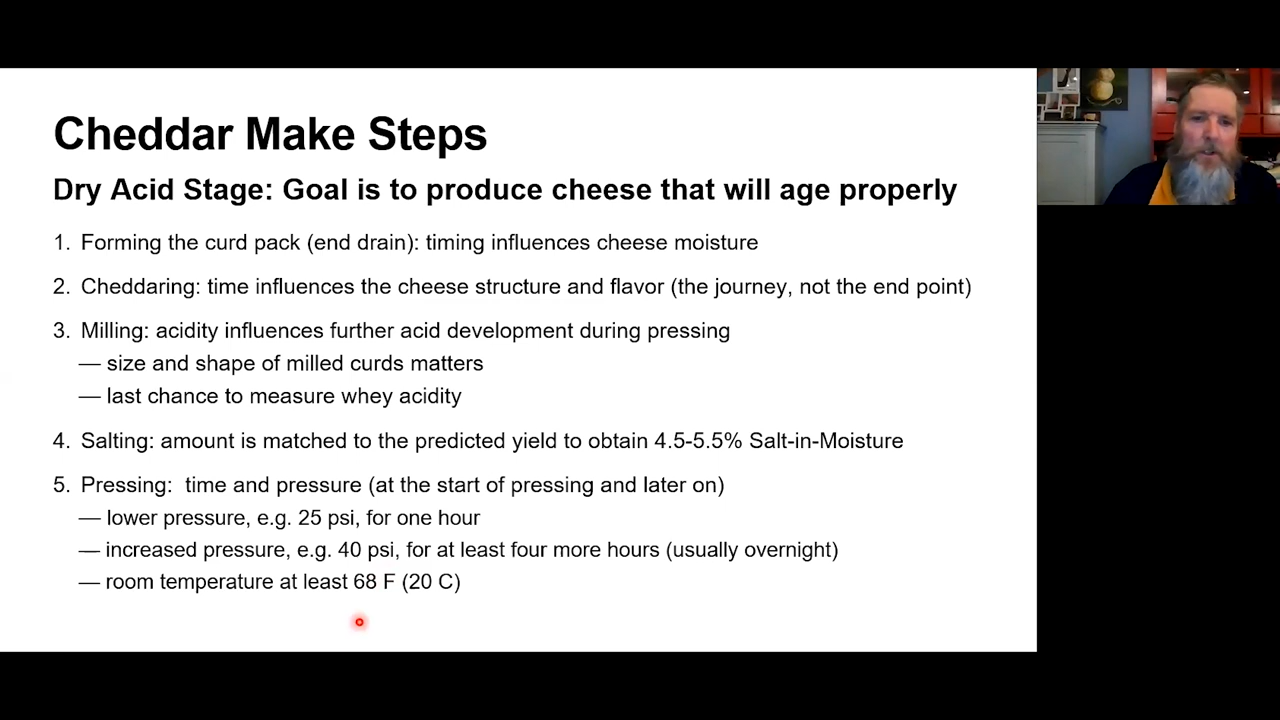 Cheddar Make Steps
Dry Acid Stage: Goal is to produce cheese that will age properly
1. Forming the curd pack (end drain): timing influences cheese moisture
2. Cheddaring: time influences the cheese structure and flavor (the journey, not the end point)
3. Milling: acidity influences further acid development during pressing
— size and shape of milled curds matters
— last chance to measure whey acidity
4. Salting: amount is matched to the predicted yield to obtain 4.5-5.5% Salt-in-Moisture
5. Pressing:  time and pressure (at the start of pressing and later on)
— lower pressure, e.g. 25 psi, for one hour
— increased pressure, e.g. 40 psi, for at least four more hours (usually overnight)
— room temperature at least 68 F (20 C)